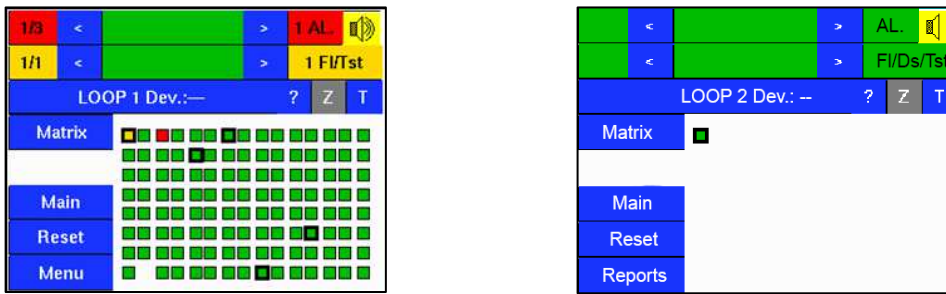 1/3 < > 1 AL.
1/1 < > 1 Fl/Tst
LOOP 1 Dev.:--- ? Z T
Matrix
Main
Reset
Menu
< > AL.
< > Fl/Ds/Tst
LOOP 2 Dev.: -- ? Z T
Matrix
Main
Reset
Reports